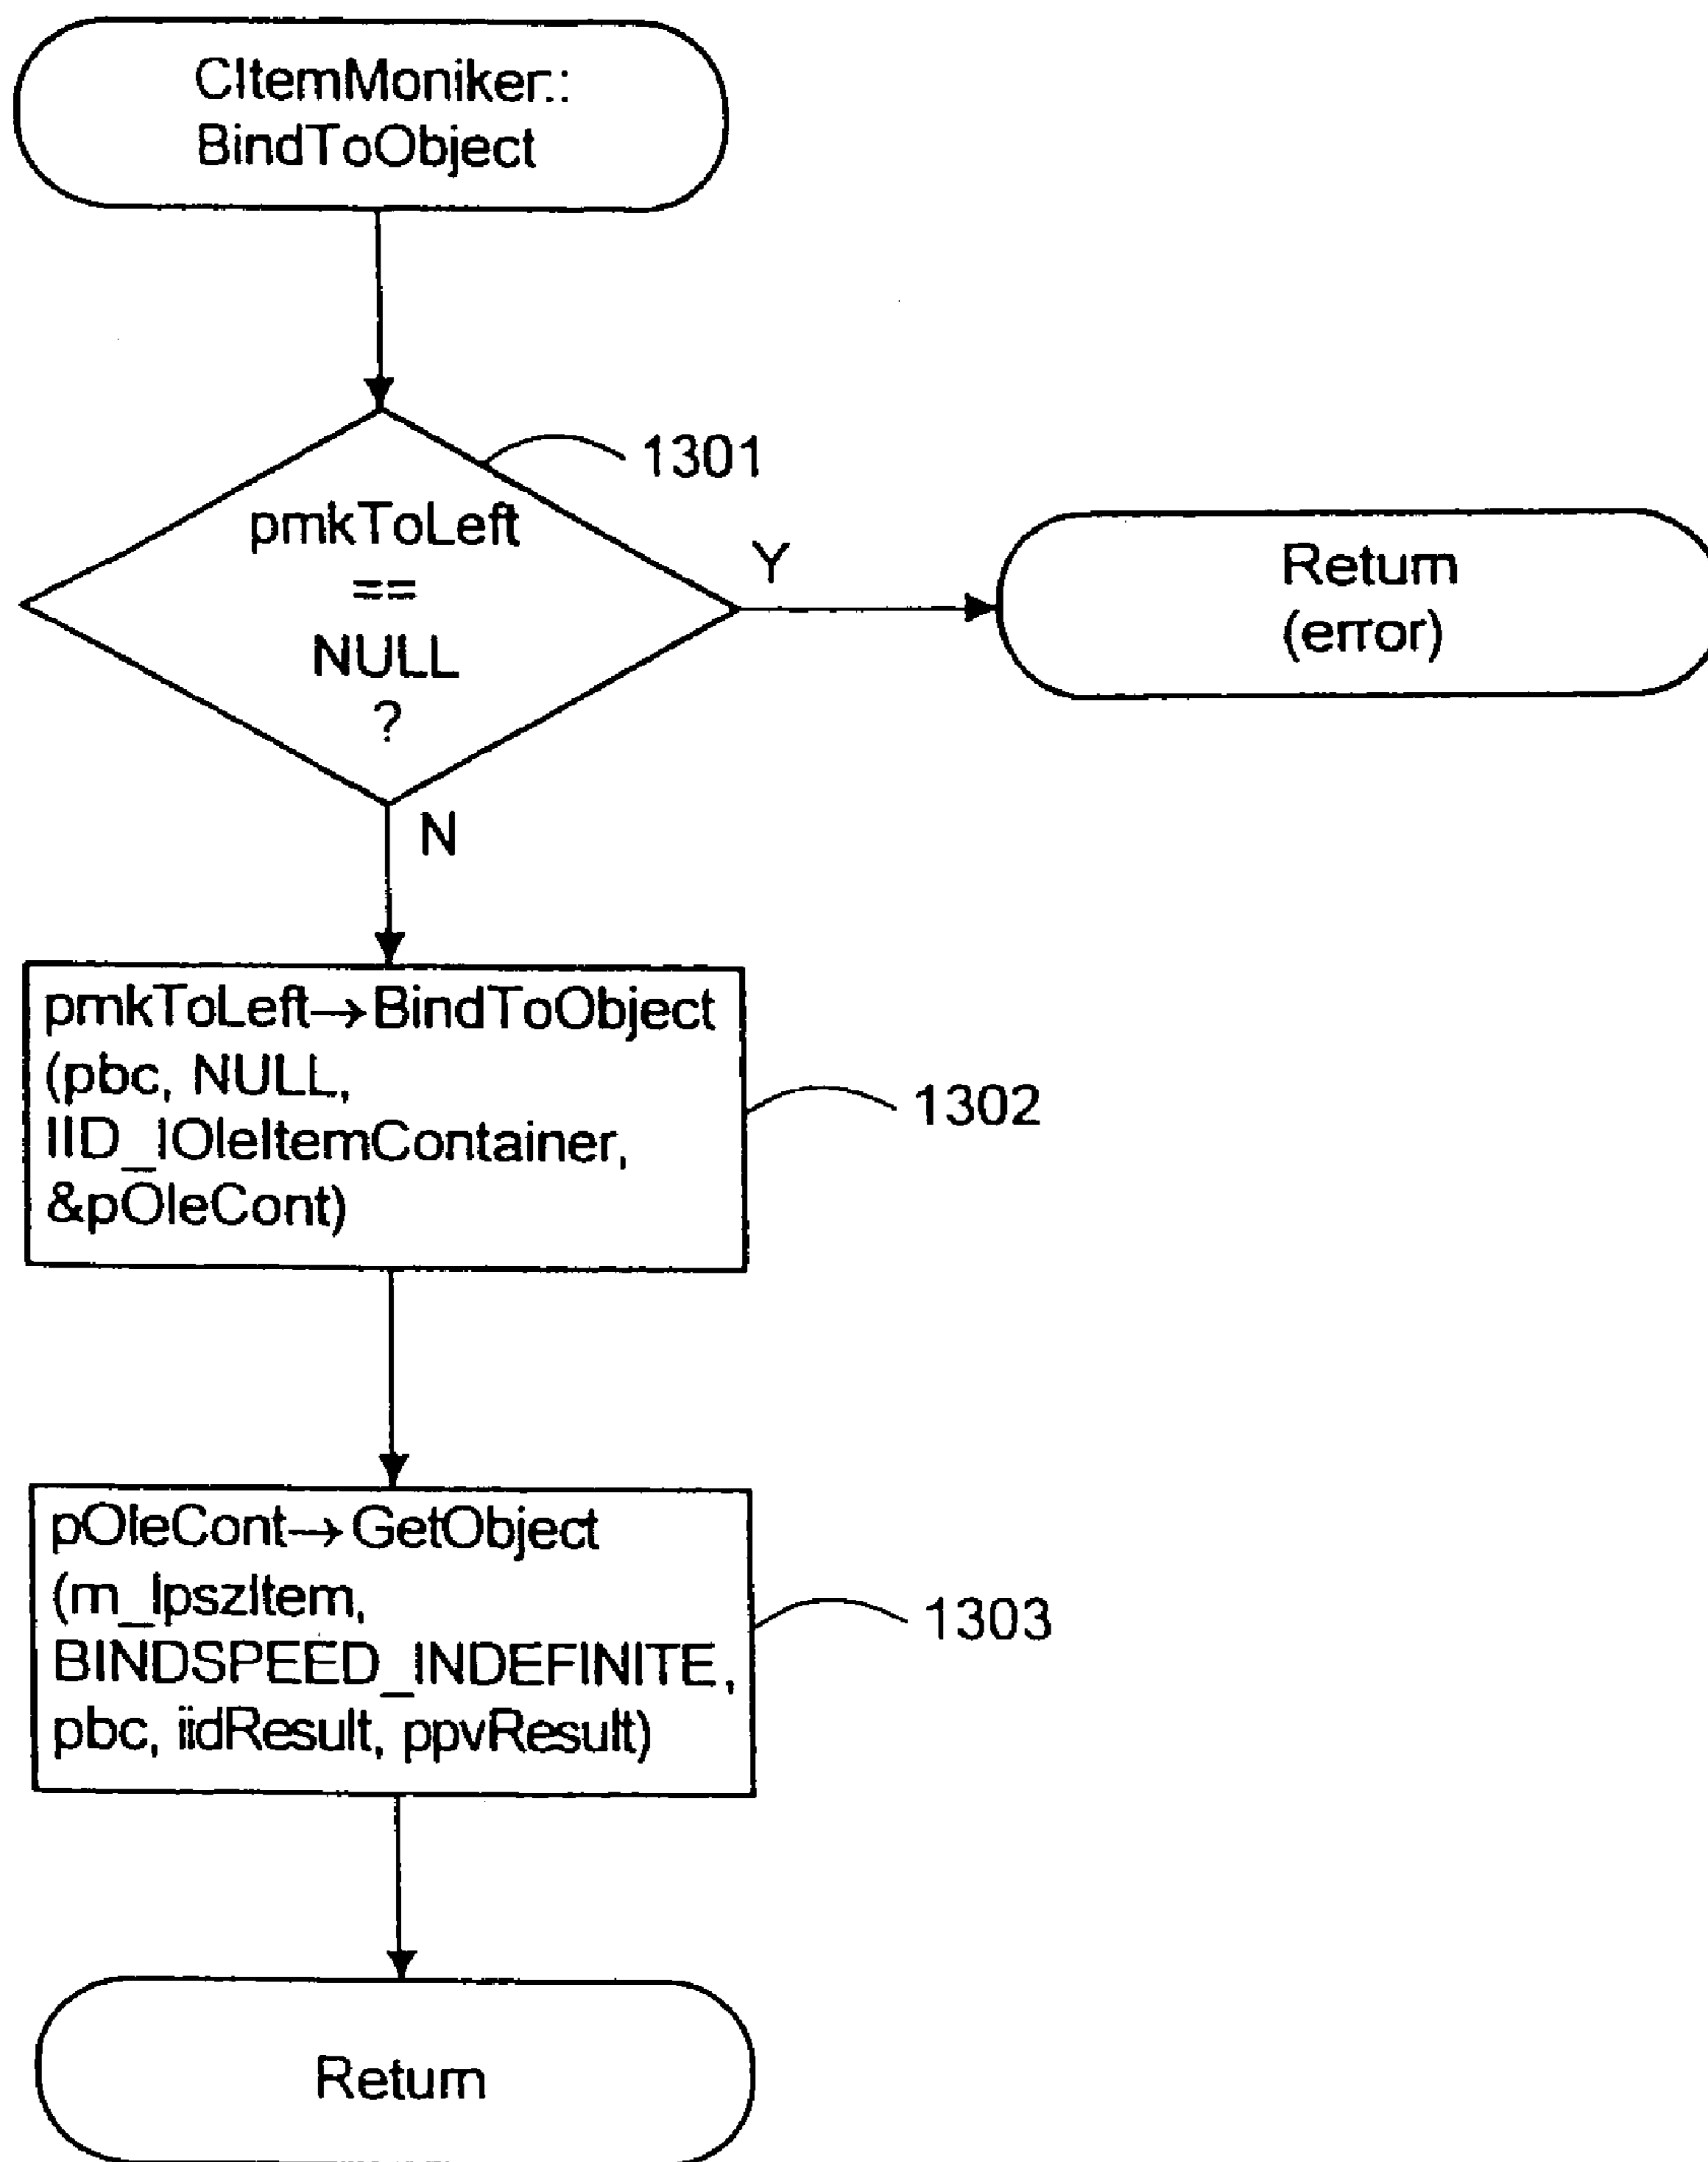 CItemMoniker::
BindToObject
1301
pmkToLeft
==
NULL
?
Y
Return
(error)
N
pmkToLeft→BindToObject
(pbc, NULL,
IID_IOleItemContainer,
&pOleCont)
1302
pOleCont→GetObject
(m_lpszItem,
BINDSPEED_INDEFINITE,
pbc, iidResult, ppvResult)
1303
Return